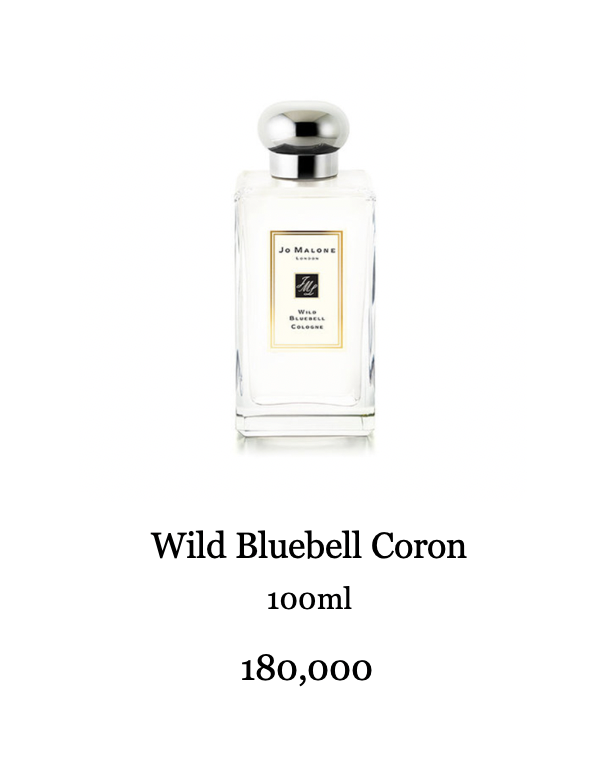 JO MALONE
LONDON
WILD
BLUEBELL
COLOGNE
Wild Bluebell Coron
100ml
180,000